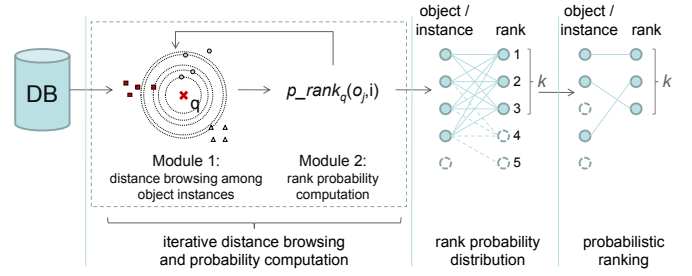 object /
instance
rank
object /
instance
rank
DB
q
p_rankq(oj,i)
1
2
3
4
5
k
k
Module 1:
distance browsing among
object instances
Module 2:
rank probability
computation
iterative distance browsing
and probability computation
rank probability
distribution
probabilistic
ranking